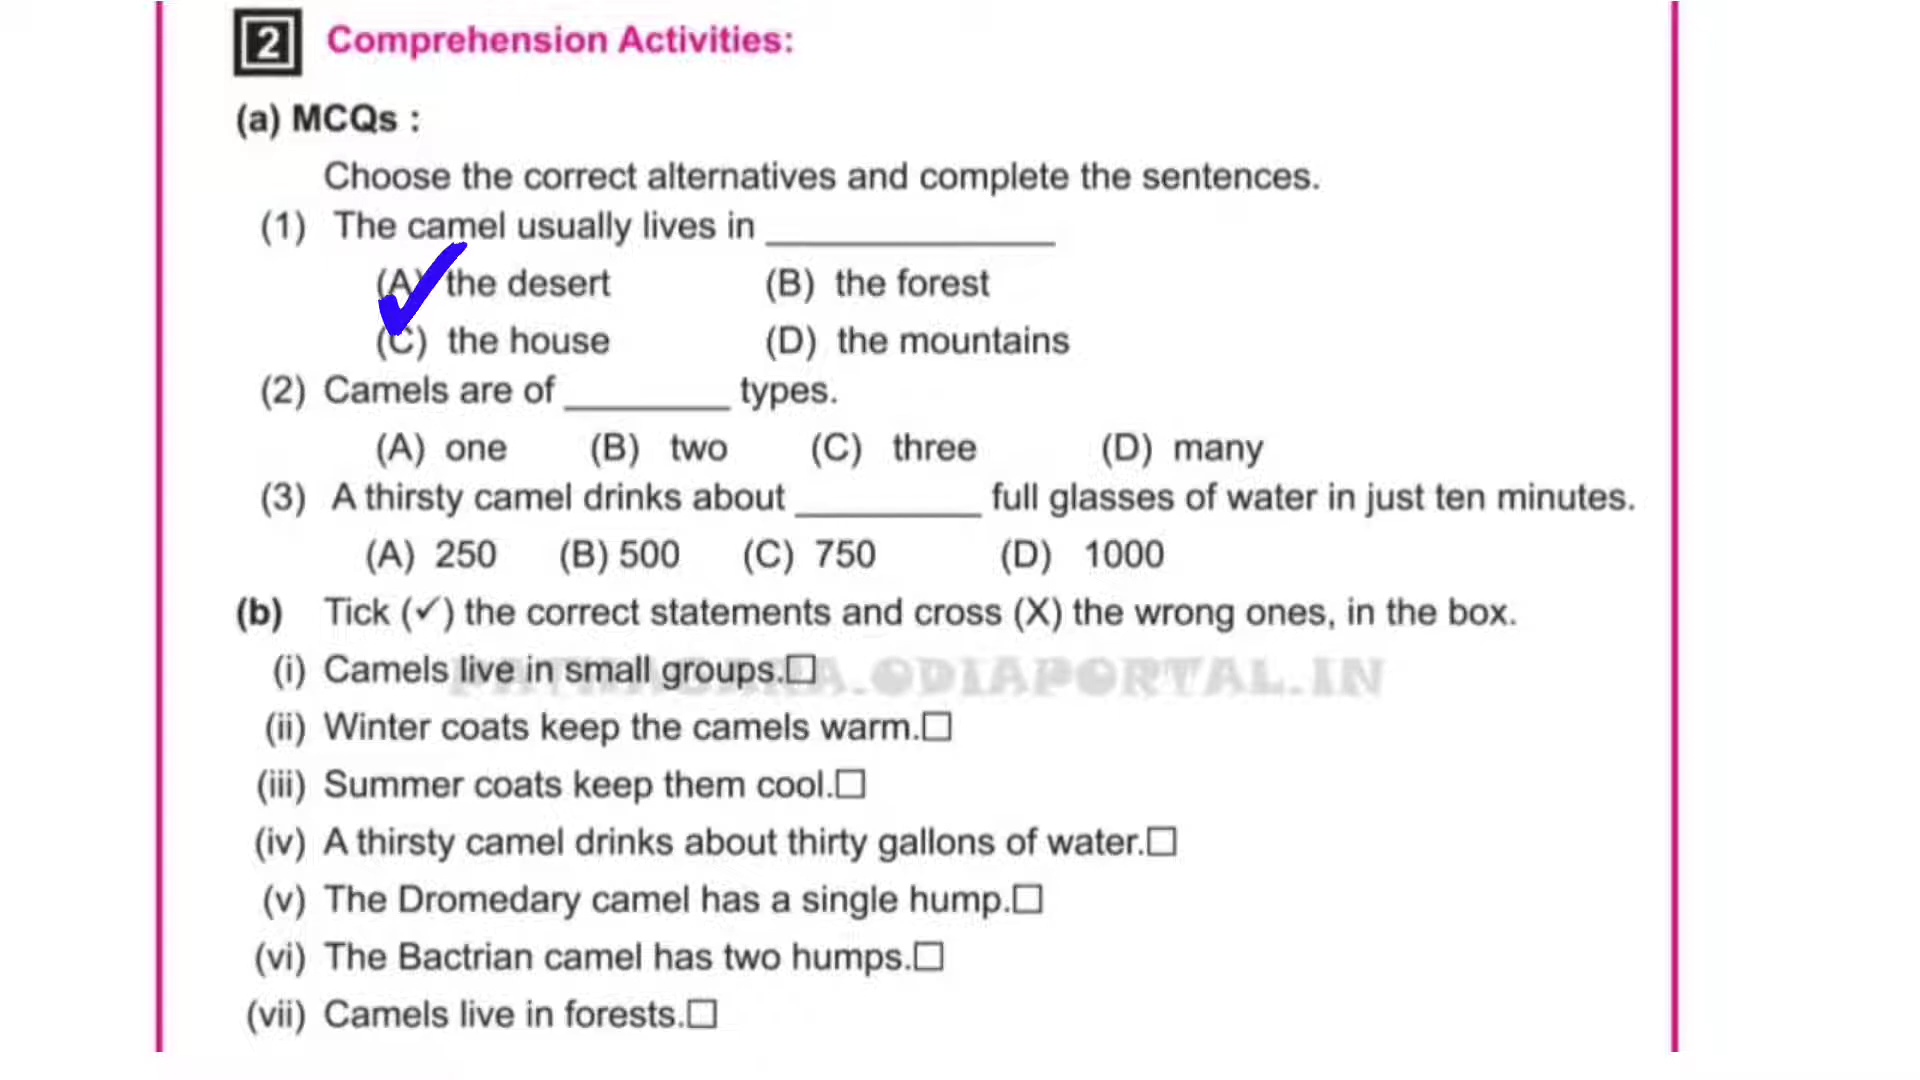 2 Comprehension Activities:
(a) MCQs :
Choose the correct alternatives and complete the sentences.
(1) The camel usually lives in ________________
(A) the desert (B) the forest
(C) the house (D) the mountains
(2) Camels are of _________ types.
(A) one (B) two (C) three (D) many
(3) A thirsty camel drinks about __________ full glasses of water in just ten minutes.
(A) 250 (B) 500 (C) 750 (D) 1000
(b) Tick (✓) the correct statements and cross (X) the wrong ones, in the box.
(i) Camels live in small groups.☐
(ii) Winter coats keep the camels warm.☐
(iii) Summer coats keep them cool.☐
(iv) A thirsty camel drinks about thirty gallons of water.☐
(v) The Dromedary camel has a single hump.☐
(vi) The Bactrian camel has two humps.☐
(vii) Camels live in forests.☐